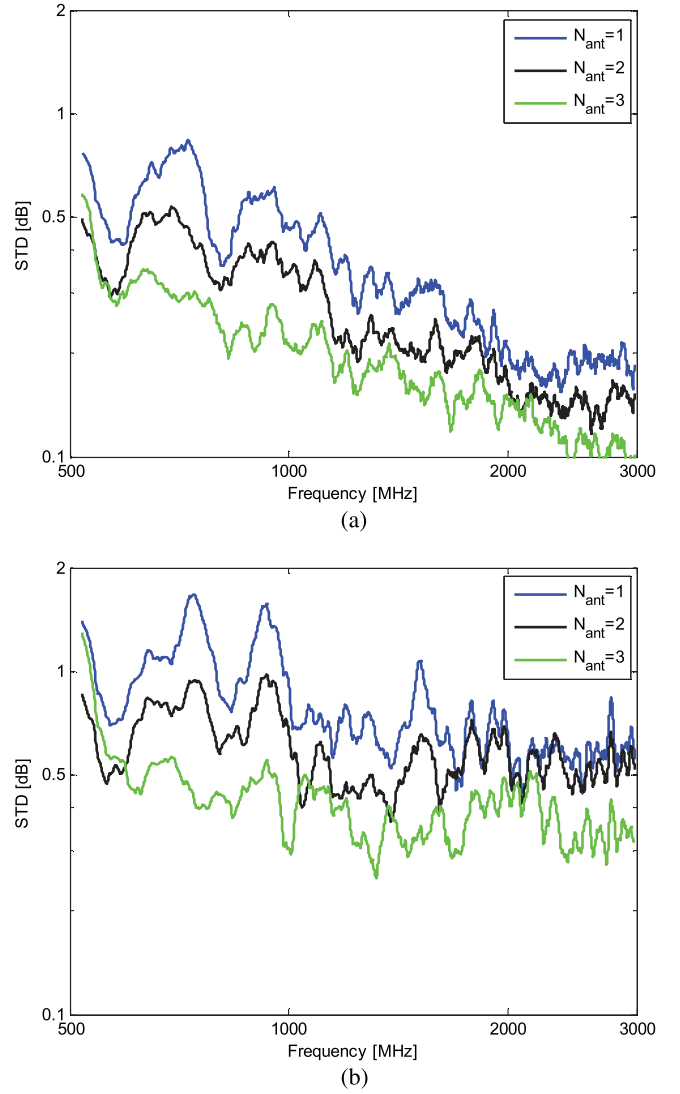 2
1
0.5
0.1
STD [dB]
N_ant=1
N_ant=2
N_ant=3
500
1000
2000
3000
Frequency [MHz]
(a)
2
1
0.5
0.1
STD [dB]
N_ant=1
N_ant=2
N_ant=3
500
1000
2000
3000
Frequency [MHz]
(b)